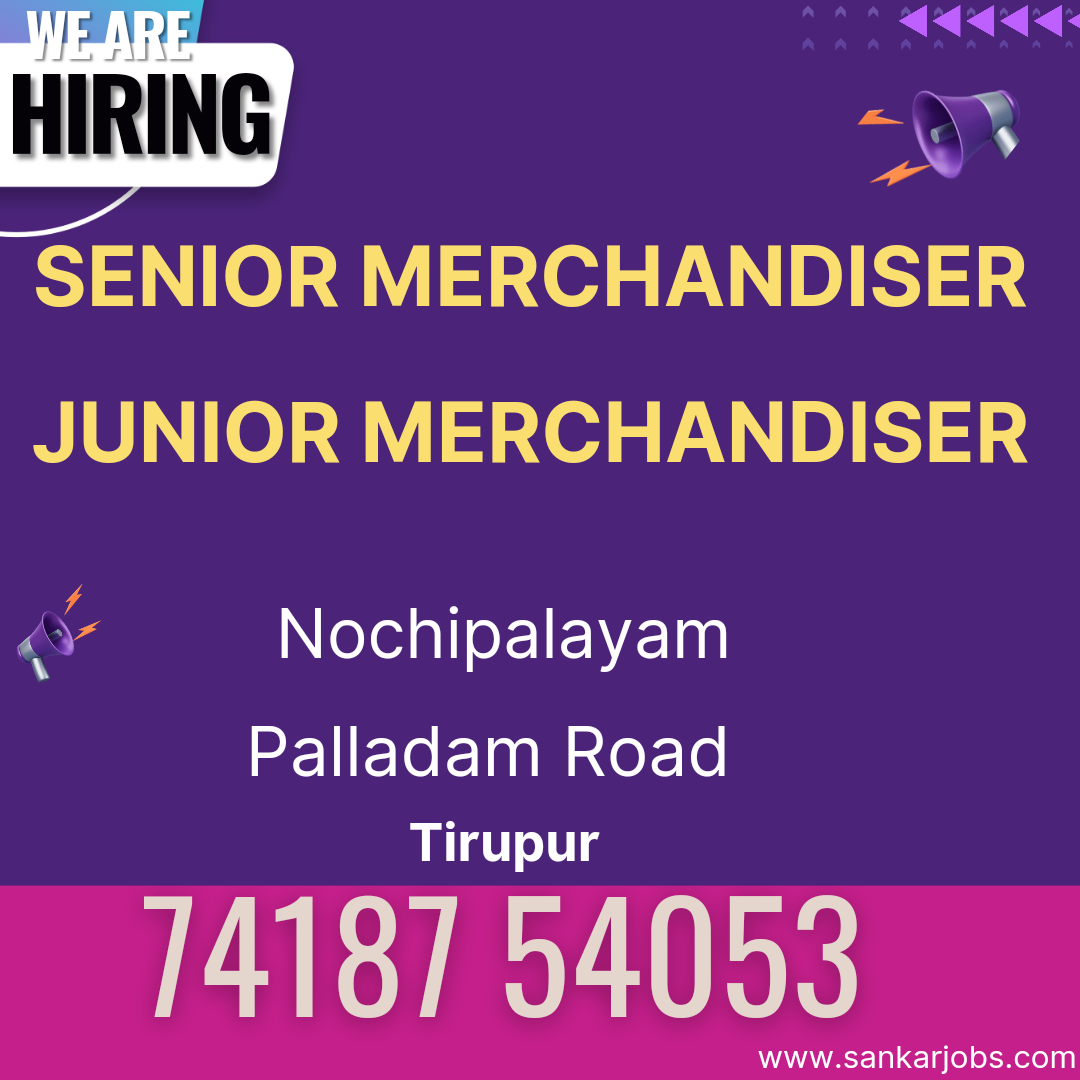 WE ARE
HIRING
SENIOR MERCHANDISER
JUNIOR MERCHANDISER
Nochipalayam
Palladam Road
Tirupur
74187 54053
www.sankarjobs.com